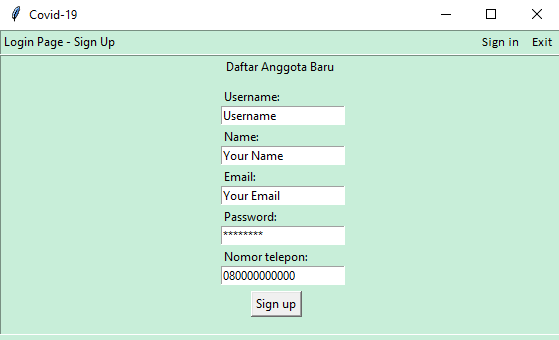 Covid-19
Login Page - Sign Up Sign in Exit
Daftar Anggota Baru
Username:
Username
Name:
Your Name
Email:
Your Email
Password:
********
Nomor telepon:
080000000000
Sign up